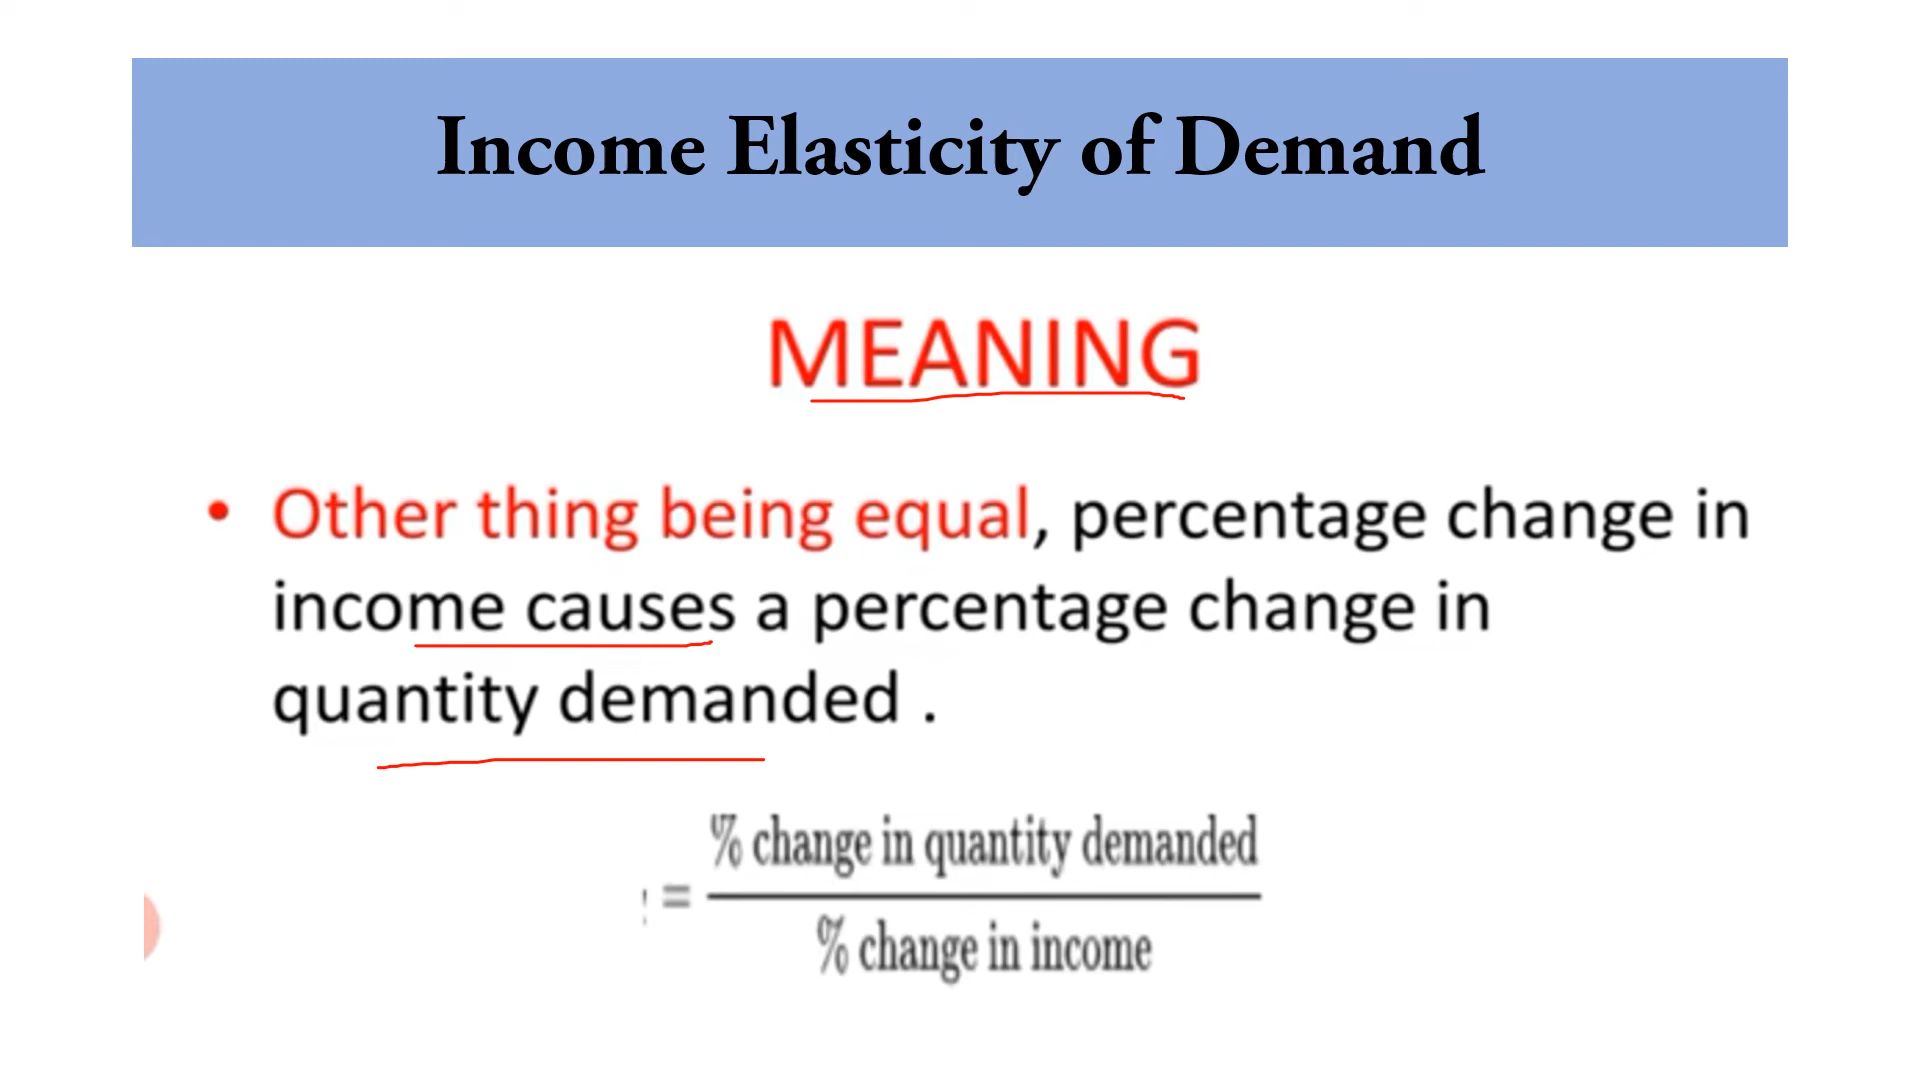 Income Elasticity of Demand
MEANING
• Other thing being equal, percentage change in
income causes a percentage change in
quantity demanded .
% change in quantity demanded
=
% change in income